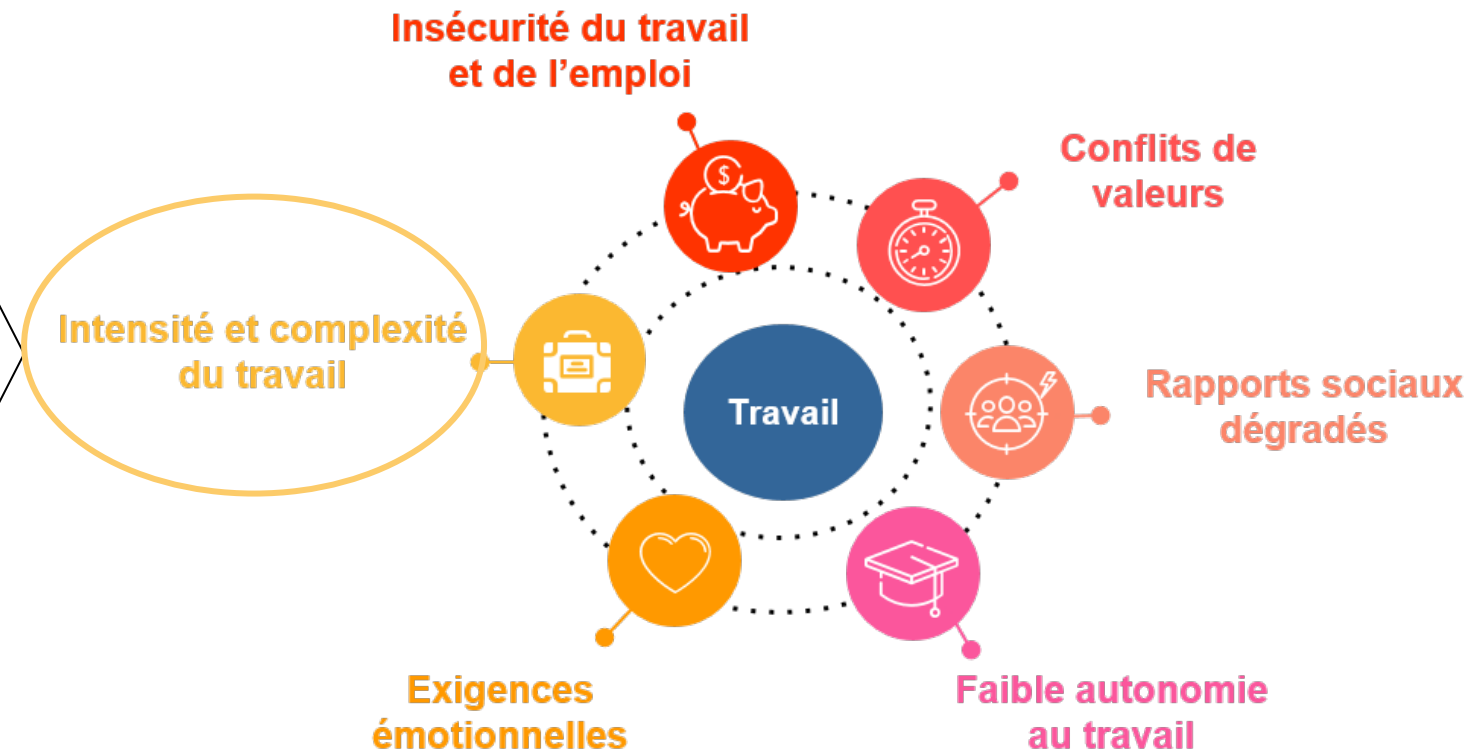 Insécurité du travail
et de l’emploi
Conflits de
valeurs
Intensité et complexité
du travail
$
Travail
Rapports sociaux
dégradés
Exigences
émotionnelles
Faible autonomie
au travail